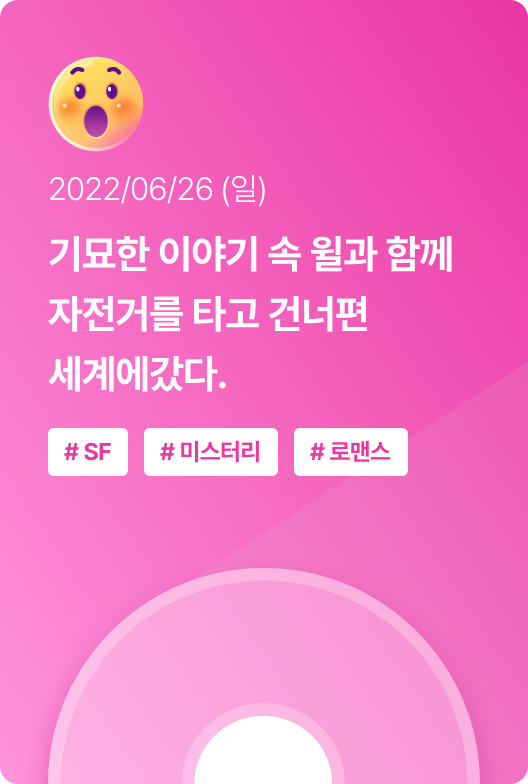 2022/06/26 (일)
기묘한 이야기 속 윌과 함께
자전거를 타고 건너편
세계에갔다.
# SF # 미스터리 # 로맨스